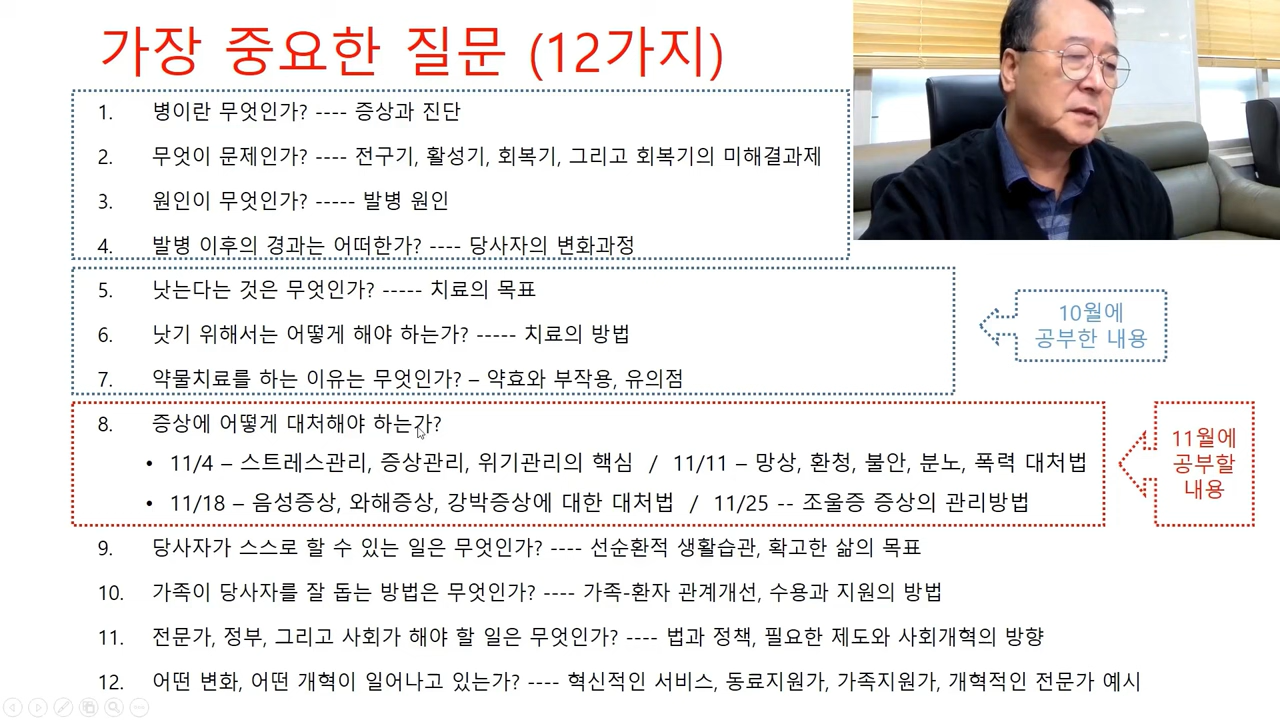 가장 중요한 질문 (12가지)
1. 병이란 무엇인가? ---- 증상과 진단
2. 무엇이 문제인가? ---- 전구기, 활성기, 회복기, 그리고 회복기의 미해결과제
3. 원인이 무엇인가? ----- 발병 원인
4. 발병 이후의 경과는 어떠한가? ---- 당사자의 변화과정
5. 낫는다는 것은 무엇인가? ----- 치료의 목표
6. 낫기 위해서는 어떻게 해야 하는가? ----- 치료의 방법
7. 약물치료를 하는 이유는 무엇인가? – 약효와 부작용, 유의점
10월에
공부한 내용
8. 증상에 어떻게 대처해야 하는가?
• 11/4 – 스트레스관리, 증상관리, 위기관리의 핵심 / 11/11 – 망상, 환청, 불안, 분노, 폭력 대처법
• 11/18 – 음성증상, 와해증상, 강박증상에 대한 대처법 / 11/25 -- 조울증 증상의 관리방법
11월에
공부할
내용
9. 당사자가 스스로 할 수 있는 일은 무엇인가? ---- 선순환적 생활습관, 확고한 삶의 목표
10. 가족이 당사자를 잘 돕는 방법은 무엇인가? ---- 가족-환자 관계개선, 수용과 지원의 방법
11. 전문가, 정부, 그리고 사회가 해야 할 일은 무엇인가? ---- 법과 정책, 필요한 제도와 사회개혁의 방향
12. 어떤 변화, 어떤 개혁이 일어나고 있는가? ---- 혁신적인 서비스, 동료지원가, 가족지원가, 개혁적인 전문가 예시